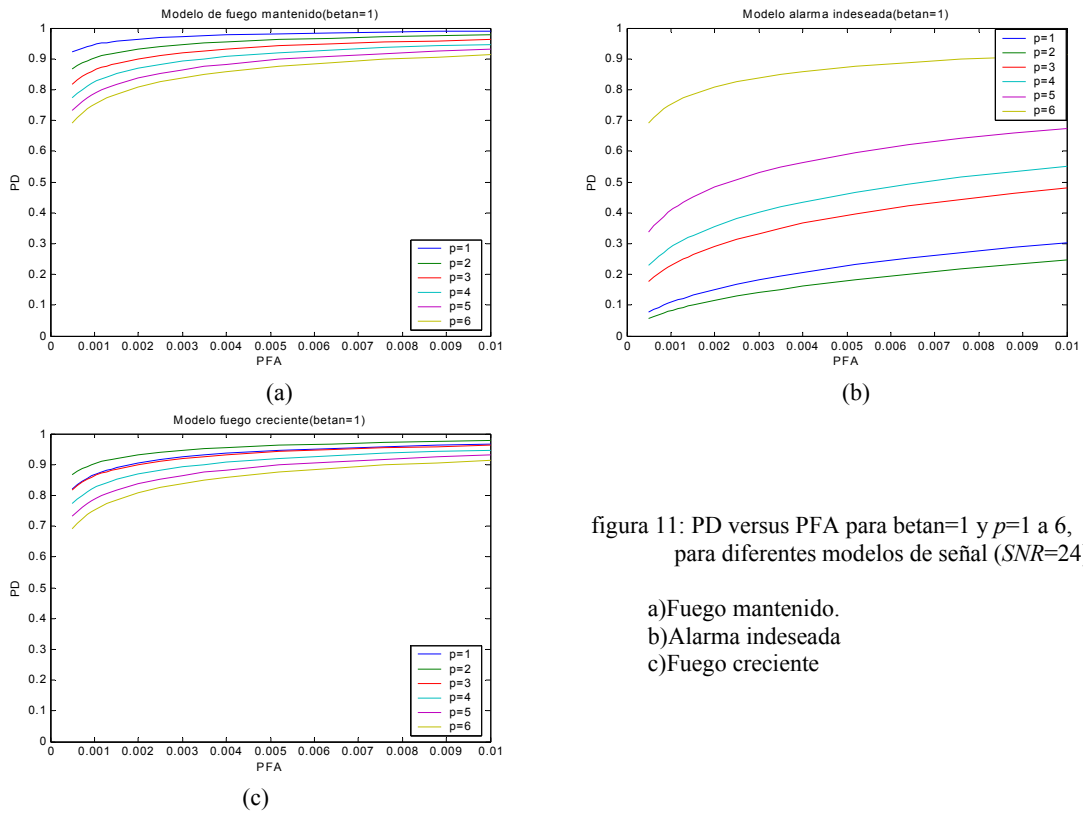 Modelo de fuego mantenido(betan=1)
1
0.9
0.8
0.7
0.6
0.5
0.4
0.3
0.2
0.1
0
PD
p=1
p=2
p=3
p=4
p=5
p=6
0 0.001 0.002 0.003 0.004 0.005 0.006 0.007 0.008 0.009 0.01
PFA
(a)
Modelo alarma indeseada(betan=1)
1
0.9
0.8
0.7
0.6
0.5
0.4
0.3
0.2
0.1
0
PD
p=1
p=2
p=3
p=4
p=5
p=6
0 0.001 0.002 0.003 0.004 0.005 0.006 0.007 0.008 0.009 0.01
PFA
(b)
Modelo fuego creciente(betan=1)
1
0.9
0.8
0.7
0.6
0.5
0.4
0.3
0.2
0.1
0
PD
p=1
p=2
p=3
p=4
p=5
p=6
0 0.001 0.002 0.003 0.004 0.005 0.006 0.007 0.008 0.009 0.01
PFA
(c)
figura 11: PD versus PFA para betan=1 y p=1 a 6,
para diferentes modelos de señal (SNR=24
a)Fuego mantenido.
b)Alarma indeseada
c)Fuego creciente